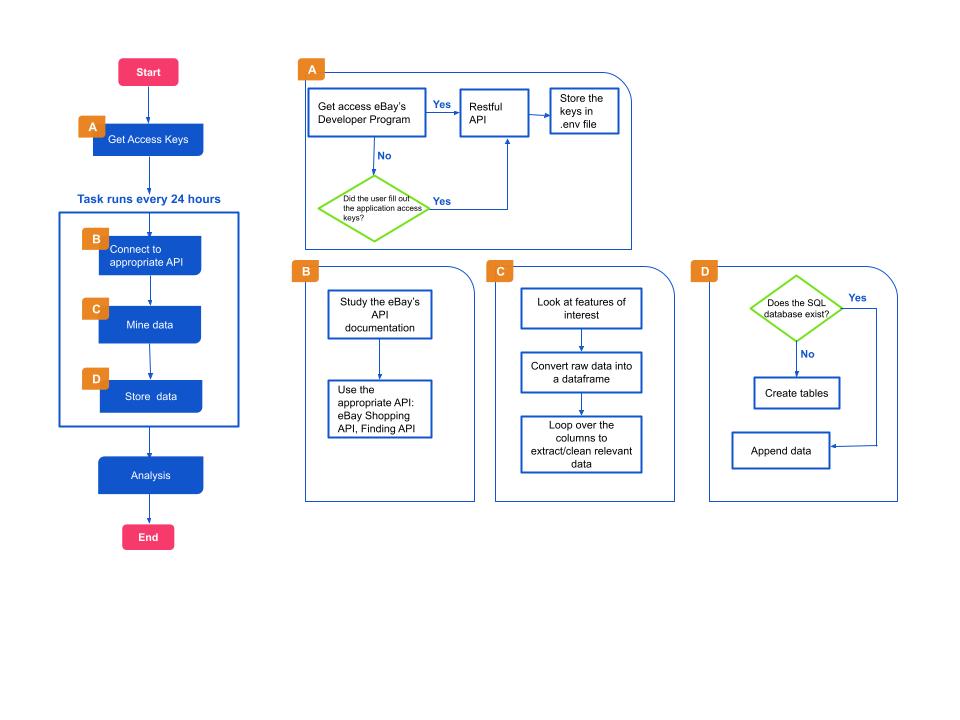 Start
A
Get Access Keys
Task runs every 24 hours
B
Connect to
appropriate API
C
Mine data
D
Store  data
Analysis
End
A
Get access eBay's
Developer Program
Yes
Restful
API
Store the
keys in
.env file
No
Did the user fill out
the application access
keys?
Yes
B
Study the eBay's
API
documentation
Use the
appropriate API:
eBay Shopping
API, Finding API
C
Look at features of
interest
Convert raw data into
a dataframe
Loop over the
columns to
extract/clean relevant
data
D
Does the SQL
database exist?
Yes
No
Create tables
Append data